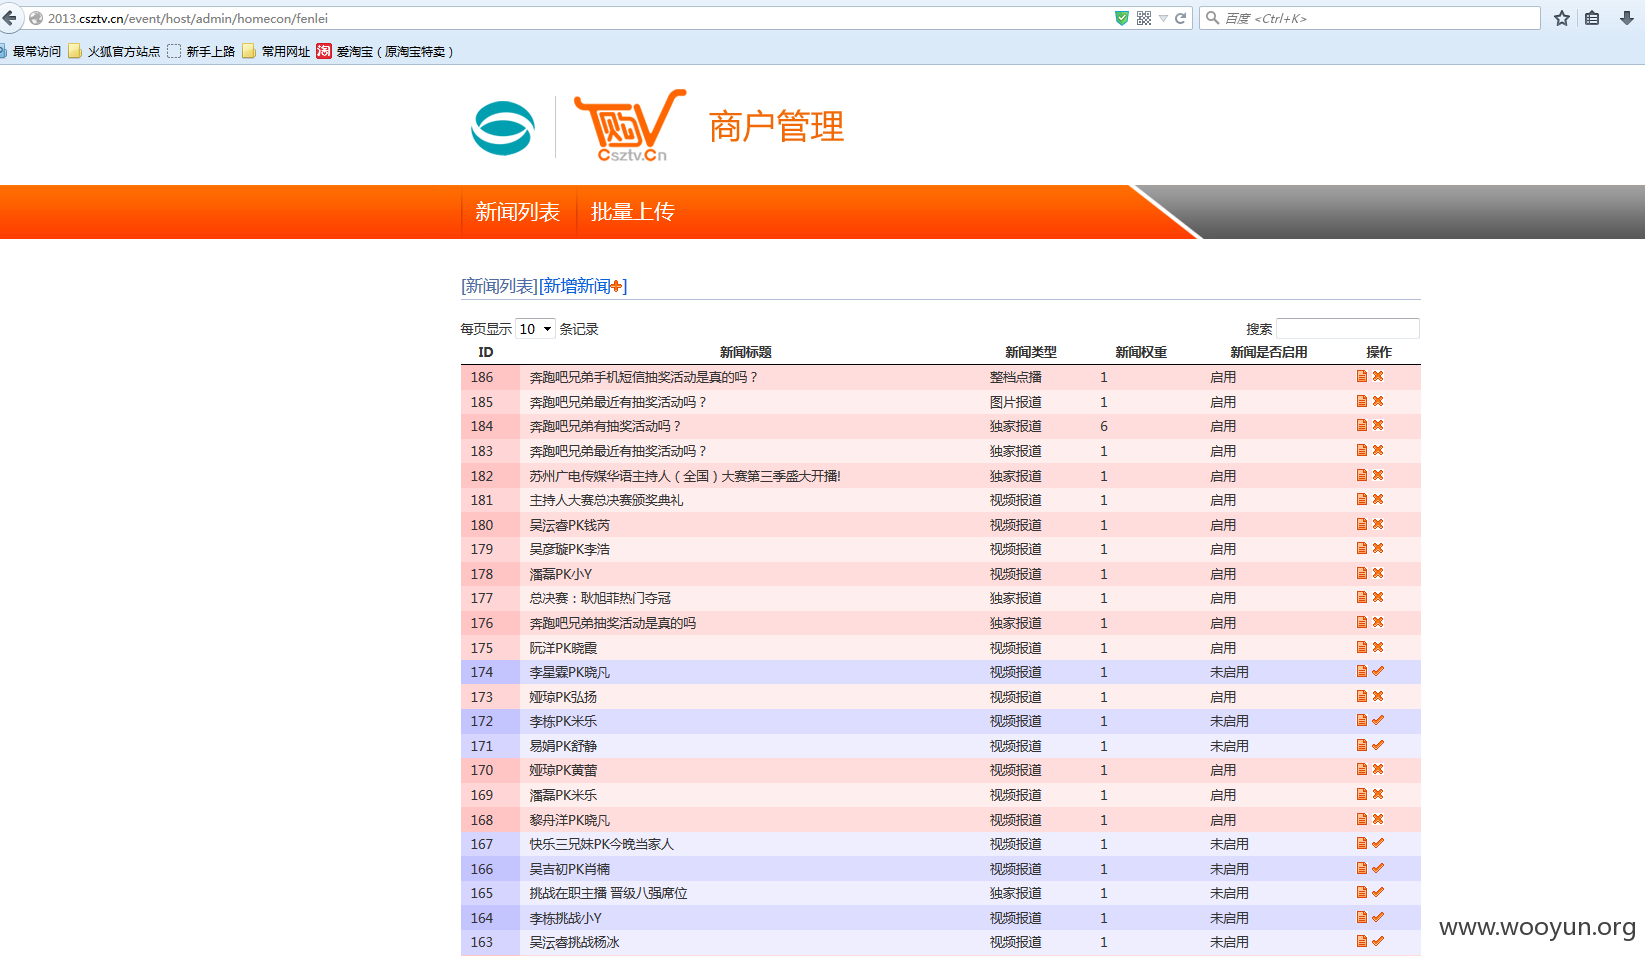 2013.csztv.cn/event/host/admin/homecon/fenlei
百度 <Ctrl+K>
最常访问 火狐官方站点 新手上路 常用网址 淘 爱淘宝（原淘宝特卖）
购 Csztv.Cn 商户管理
新闻列表 批量上传
[新闻列表][新增新闻]
每页显示 10 条记录 搜索
ID 新闻标题 新闻类型 新闻权重 新闻是否启用 操作
186 奔跑吧兄弟手机短信抽奖活动是真的吗？ 整档点播 1 启用
185 奔跑吧兄弟最近有抽奖活动吗？ 图片报道 1 启用
184 奔跑吧兄弟有抽奖活动吗？ 独家报道 6 启用
183 奔跑吧兄弟最近有抽奖活动吗？ 独家报道 1 启用
182 苏州广电传媒华语主持人（全国）大赛第三季盛大开播! 独家报道 1 启用
181 主持人大赛总决赛颁奖典礼 视频报道 1 启用
180 吴沄睿PK钱芮 视频报道 1 启用
179 吴彦璇PK李浩 视频报道 1 启用
178 潘磊PK小Y 视频报道 1 启用
177 总决赛：耿旭菲热门夺冠 独家报道 1 启用
176 奔跑吧兄弟抽奖活动是真的吗 独家报道 1 启用
175 阮洋PK晓霞 视频报道 1 启用
174 李星霖PK晓凡 视频报道 1 未启用
173 娅琼PK弘扬 视频报道 1 启用
172 李栋PK米乐 视频报道 1 未启用
171 易娟PK舒静 视频报道 1 未启用
170 娅琼PK黄蕾 视频报道 1 启用
169 潘磊PK米乐 视频报道 1 启用
168 黎舟洋PK晓凡 视频报道 1 启用
167 快乐三兄妹PK今晚当家人 视频报道 1 未启用
166 吴吉初PK肖楠 视频报道 1 未启用
165 挑战在职主播 晋级八强席位 独家报道 1 未启用
164 李栋挑战小Y 视频报道 1 未启用
163 吴沄睿挑战杨冰 视频报道 1 未启用
www.wooyun.org